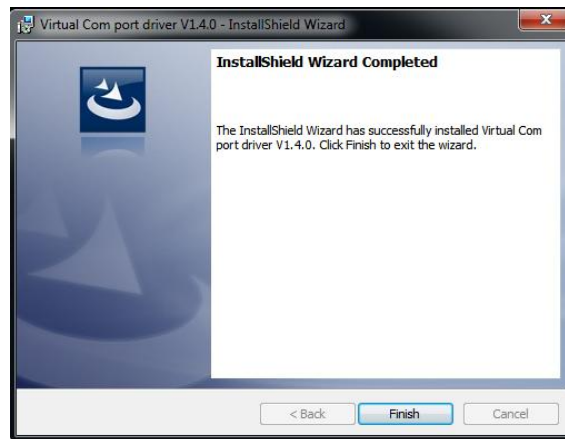 Virtual Com port driver V1.4.0 - InstallShield Wizard
InstallShield Wizard Completed
The InstallShield Wizard has successfully installed Virtual Com
port driver V1.4.0. Click Finish to exit the wizard.
< Back Finish Cancel